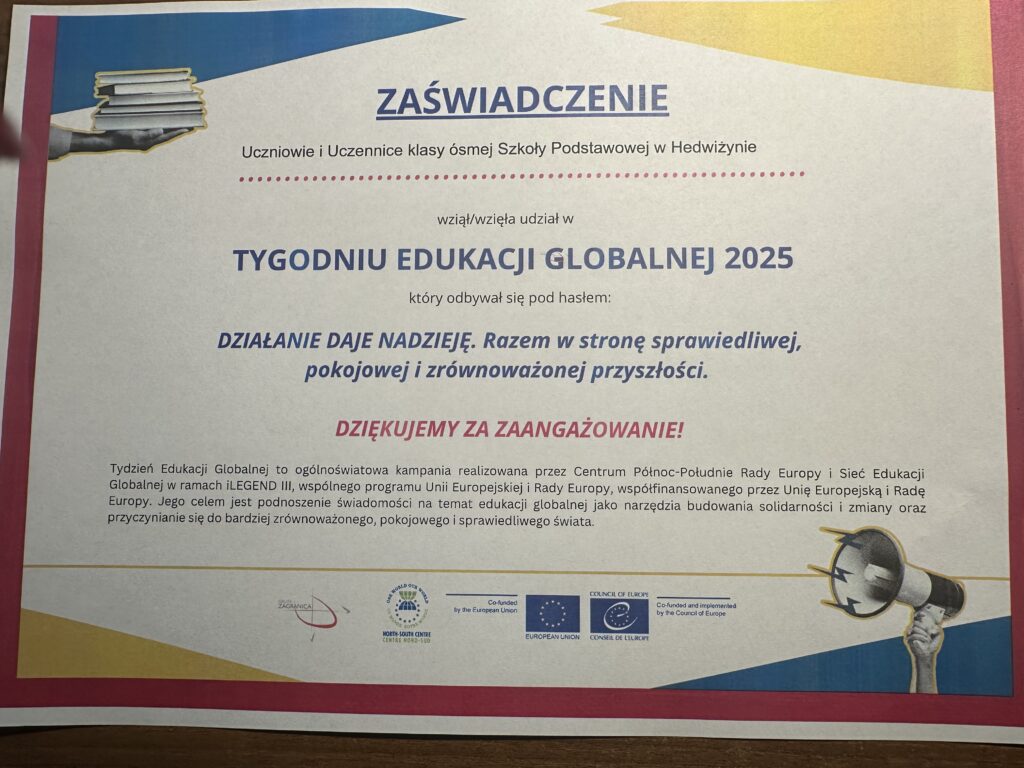 ZAŚWIADCZENIE
Uczniowie i Uczennice klasy ósmej Szkoły Podstawowej w Hedwiżynie
wziął/wzięła udział w
TYGODNIU EDUKACJI GLOBALNEJ 2025
który odbywał się pod hasłem:
DZIAŁANIE DAJE NADZIEJĘ. Razem w stronę sprawiedliwej,
pokojowej i zrównoważonej przyszłości.
DZIĘKUJEMY ZA ZAANGAŻOWANIE!
Tydzień Edukacji Globalnej to ogólnoświatowa kampania realizowana przez Centrum Północ-Południe Rady Europy i Sieć Edukacji
Globalnej w ramach iLEGEND III, wspólnego programu Unii Europejskiej i Rady Europy, współfinansowanego przez Unię Europejską i Radę
Europy. Jego celem jest podnoszenie świadomości na temat edukacji globalnej jako narzędzia budowania solidarności i zmiany oraz
przyczynianie się do bardziej zrównoważonego, pokojowego i sprawiedliwego świata.
GRUPA
ZAGRANICA
ONE WORLD OUR WORLD
NORTH-SOUTH CENTRE
CENTRE NORD-SUD
Co-funded
by the European Union
EUROPEAN UNION
COUNCIL OF EUROPE
CONSEIL DE L'EUROPE
Co-funded and implemented
by the Council of Europe